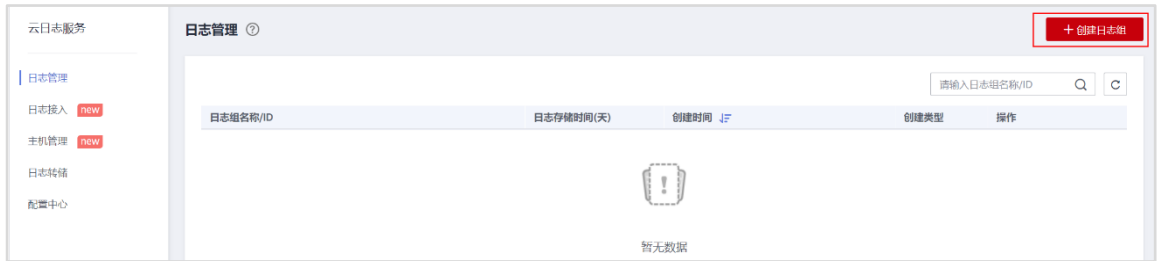 云日志服务
日志管理
日志接入 new
主机管理 new
日志转储
配置中心
日志管理 ?
+ 创建日志组
请输入日志组名称/ID
日志组名称/ID 日志存储时间(天) 创建时间 创建类型 操作
暂无数据